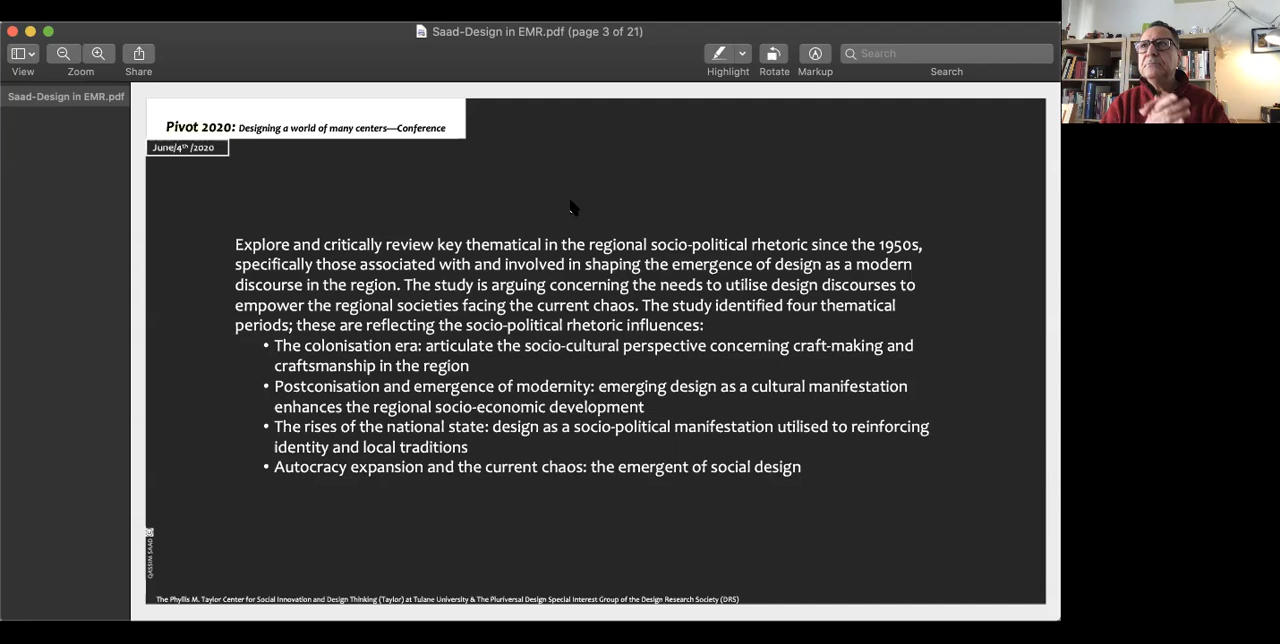 Saad-Design in EMR.pdf (page 3 of 21)
View
Zoom
Share
Highlight
Rotate
Markup
Search
Search
Saad-Design in EMR.pdf
Pivot 2020: Designing a world of many centers—Conference
June/4th /2020
Explore and critically review key thematical in the regional socio-political rhetoric since the 1950s,
specifically those associated with and involved in shaping the emergence of design as a modern
discourse in the region. The study is arguing concerning the needs to utilise design discourses to
empower the regional societies facing the current chaos. The study identified four thematical
periods; these are reflecting the socio-political rhetoric influences:
• The colonisation era: articulate the socio-cultural perspective concerning craft-making and
craftsmanship in the region
• Postconisation and emergence of modernity: emerging design as a cultural manifestation
enhances the regional socio-economic development
• The rises of the national state: design as a socio-political manifestation utilised to reinforcing
identity and local traditions
• Autocracy expansion and the current chaos: the emergent of social design
QASSIM SAAD
The Phyllis M. Taylor Center for Social Innovation and Design Thinking (Taylor) at Tulane University & The Pluriversal Design Special Interest Group of the Design Research Society (DRS)